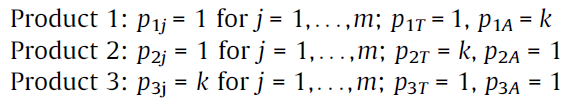 Product 1: p₁ⱼ = 1 for j = 1,...,m; p₁T = 1, p₁A = k
Product 2: p₂ⱼ = 1 for j = 1,...,m; p₂T = k, p₂A = 1
Product 3: p₃ⱼ = k for j = 1,...,m; p₃T = 1, p₃A = 1